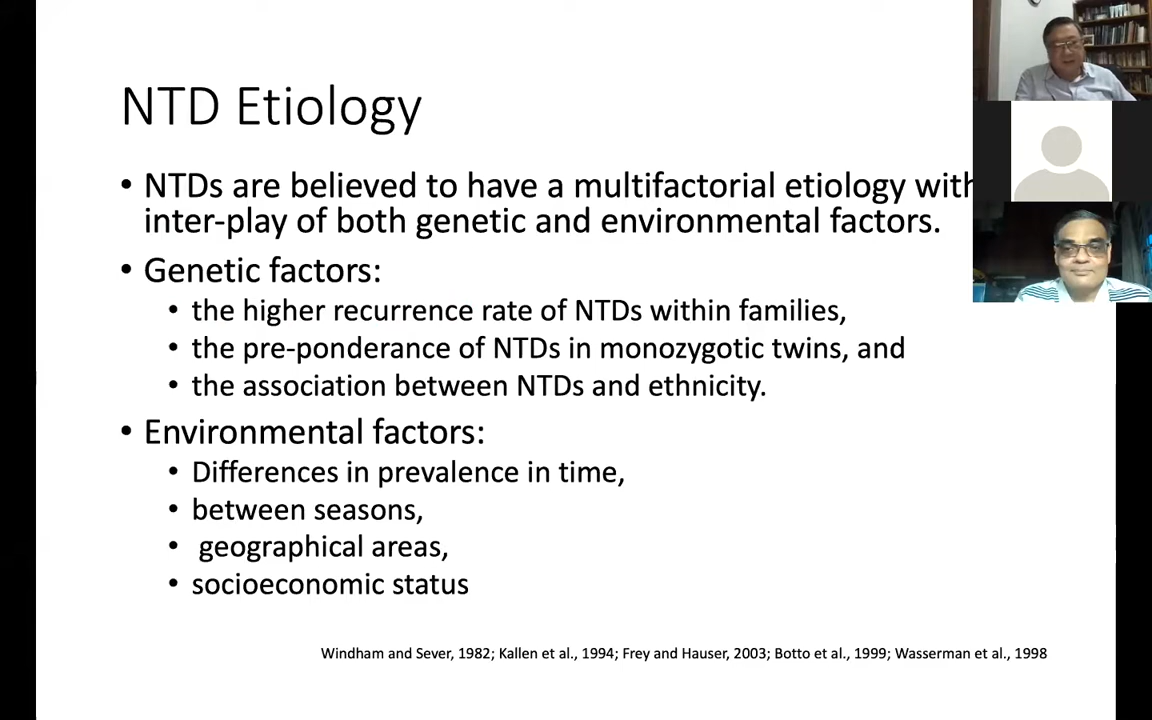 NTD Etiology
• NTDs are believed to have a multifactorial etiology with
inter-play of both genetic and environmental factors.
• Genetic factors:
• the higher recurrence rate of NTDs within families,
• the pre-ponderance of NTDs in monozygotic twins, and
• the association between NTDs and ethnicity.
• Environmental factors:
• Differences in prevalence in time,
• between seasons,
• geographical areas,
• socioeconomic status
Windham and Sever, 1982; Kallen et al., 1994; Frey and Hauser, 2003; Botto et al., 1999; Wasserman et al., 1998